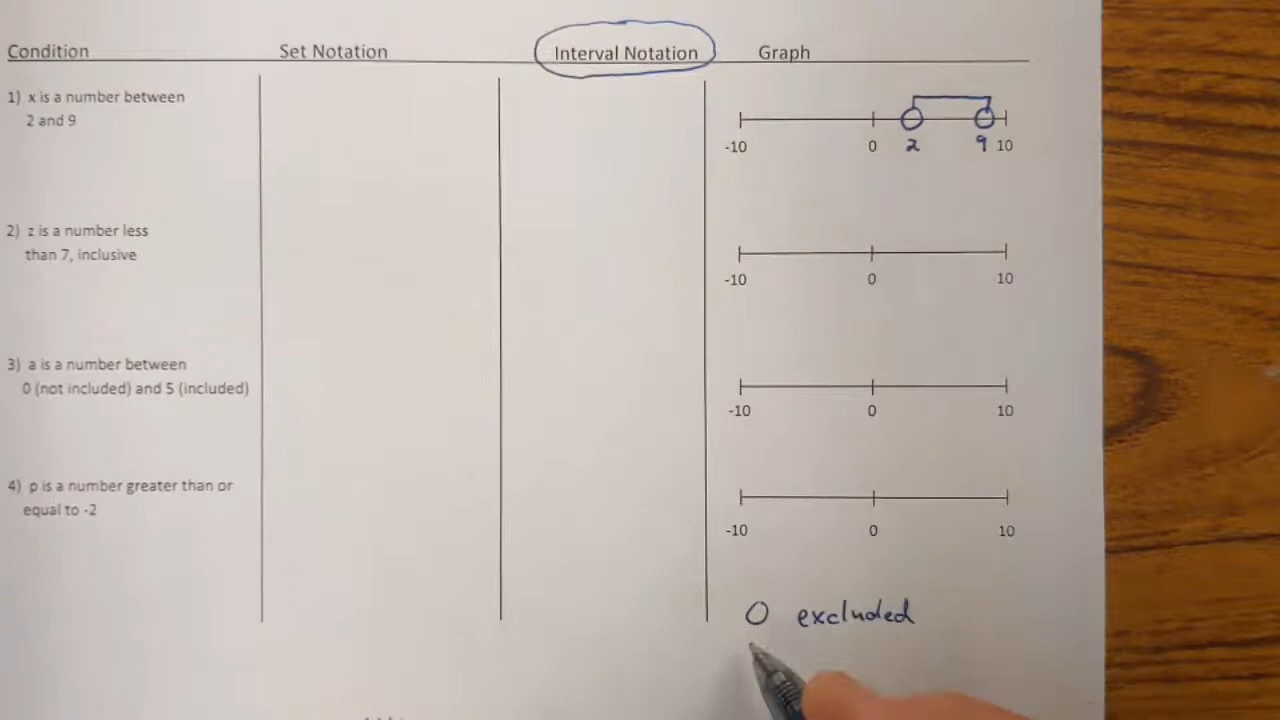 Condition Set Notation Interval Notation Graph
1) x is a number between
2 and 9
-10 0 2 9 10
2) z is a number less
than 7, inclusive
-10 0 10
3) a is a number between
0 (not included) and 5 (included)
-10 0 10
4) p is a number greater than or
equal to -2
-10 0 10
O excluded